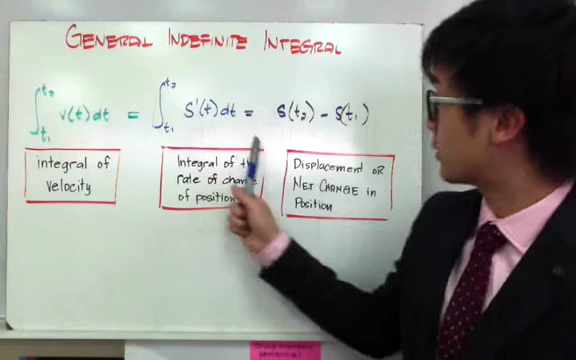 GENERAL INDEFINITE INTEGRAL
∫_{t₁}^{t₂} v(t) dt = ∫_{t₁}^{t₂} S'(t) dt = S(t₂) - S(t₁)
integral of
velocity
Integral of
rate of
of position
Displacement OR
NET CHANGE in
Position